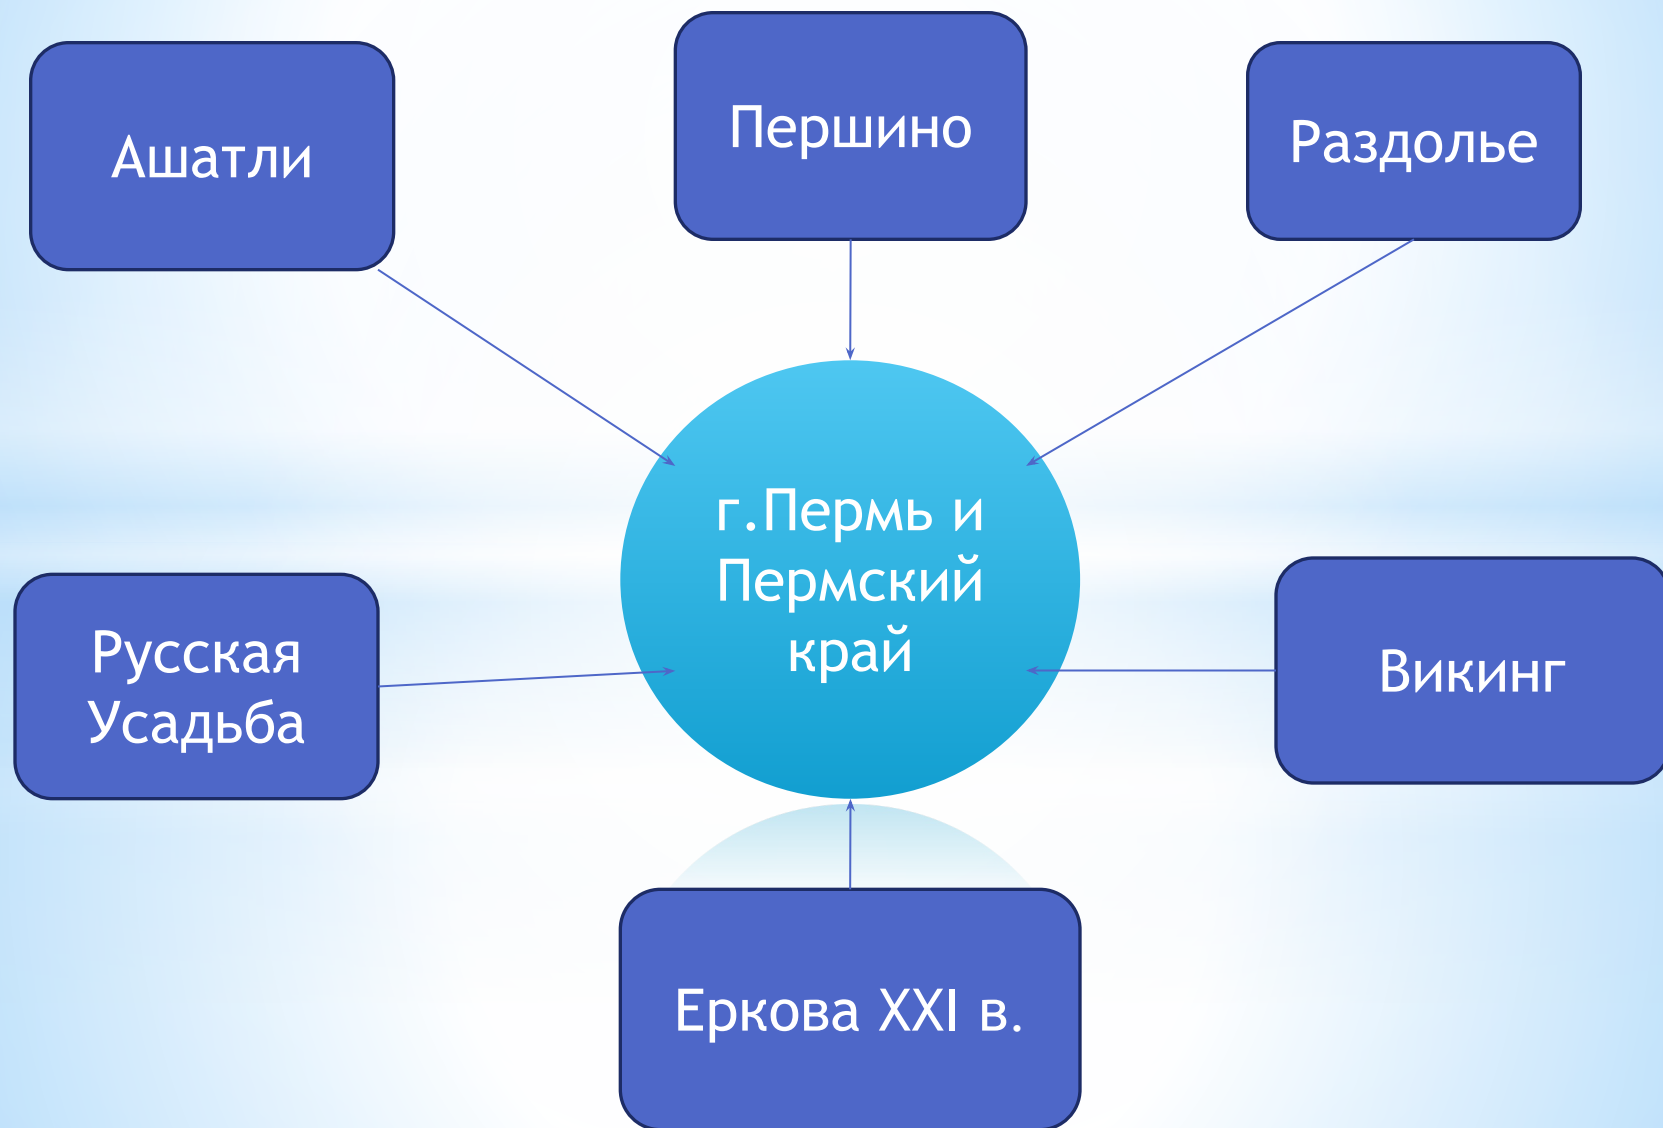 Ашатли
Першино
Раздолье
г.Пермь и
Пермский
край
Русская
Усадьба
Викинг
Еркова XXI в.